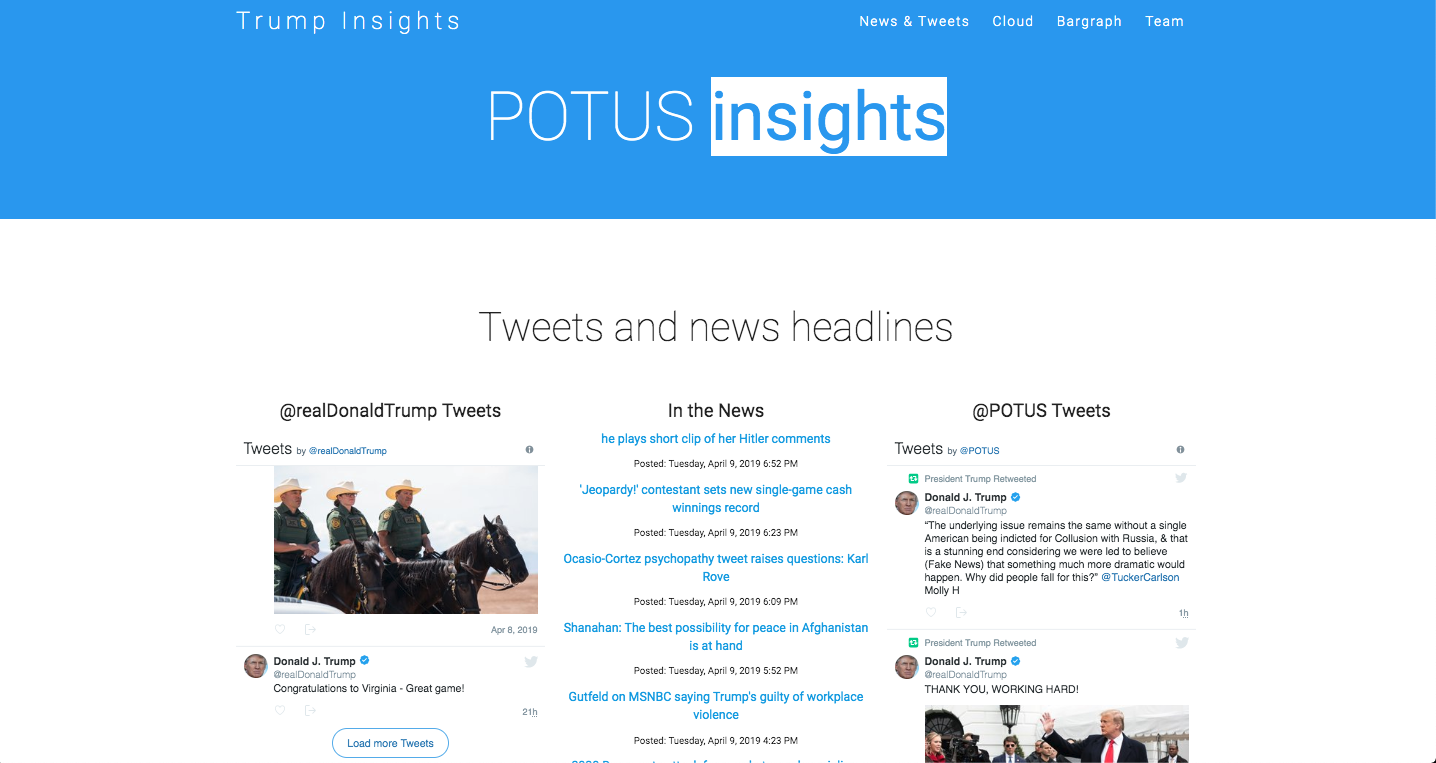 Trump Insights
News & Tweets Cloud Bargraph Team
POTUS insights
Tweets and news headlines
@realDonaldTrump Tweets
Tweets by @realDonaldTrump
Apr 8, 2019
Donald J. Trump
@realDonaldTrump
Congratulations to Virginia - Great game!
21h
Load more Tweets
In the News
he plays short clip of her Hitler comments
Posted: Tuesday, April 9, 2019 6:52 PM
'Jeopardy!' contestant sets new single-game cash
winnings record
Posted: Tuesday, April 9, 2019 6:23 PM
Ocasio-Cortez psychopathy tweet raises questions: Karl
Rove
Posted: Tuesday, April 9, 2019 6:09 PM
Shanahan: The best possibility for peace in Afghanistan
is at hand
Posted: Tuesday, April 9, 2019 5:52 PM
Gutfeld on MSNBC saying Trump's guilty of workplace
violence
Posted: Tuesday, April 9, 2019 4:23 PM
@POTUS Tweets
Tweets by @POTUS
President Trump Retweeted
Donald J. Trump
@realDonaldTrump
“The underlying issue remains the same without a single
American being indicted for Collusion with Russia, & that
is a stunning end considering we were led to believe
(Fake News) that something much more dramatic would
happen. Why did people fall for this?” @TuckerCarlson
Molly H
1h
President Trump Retweeted
Donald J. Trump
@realDonaldTrump
THANK YOU, WORKING HARD!